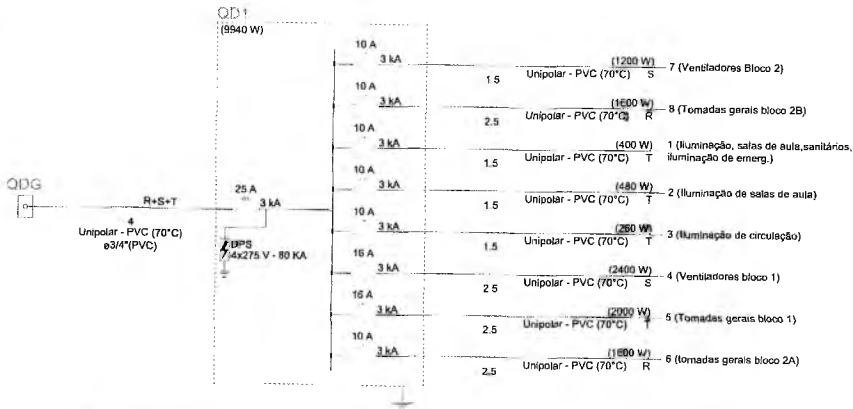 QD1
(9940 W)
10 A
3 kA
1.5
(1200 W)
Unipolar - PVC (70°C) S
7 (Ventiladores Bloco 2)
10 A
3 kA
2.5
(1600 W)
Unipolar - PVC (70°C) R
8 (Tomadas gerais bloco 2B)
10 A
3 kA
1.5
(400 W)
Unipolar - PVC (70°C) T
1 (Iluminação, salas de aula,sanitários,
iluminação de emerg.)
10 A
3 kA
1.5
(480 W)
Unipolar - PVC (70°C) T
2 (Iluminação de salas de aula)
10 A
3 kA
1.5
(260 W)
Unipolar - PVC (70°C) T
3 (Iluminação de circulação)
16 A
3 kA
2.5
(2400 W)
Unipolar - PVC (70°C) S
4 (Ventiladores bloco 1)
16 A
3 kA
2.5
(2000 W)
Unipolar - PVC (70°C) T
5 (Tomadas gerais bloco 1)
10 A
3 kA
2.5
(1600 W)
Unipolar - PVC (70°C) R
6 (tomadas gerais bloco 2A)
QDG
R+S+T
4
Unipolar - PVC (70°C)
ø3/4"(PVC)
25 A
3 kA
DPS
4x275 V - 80 KA